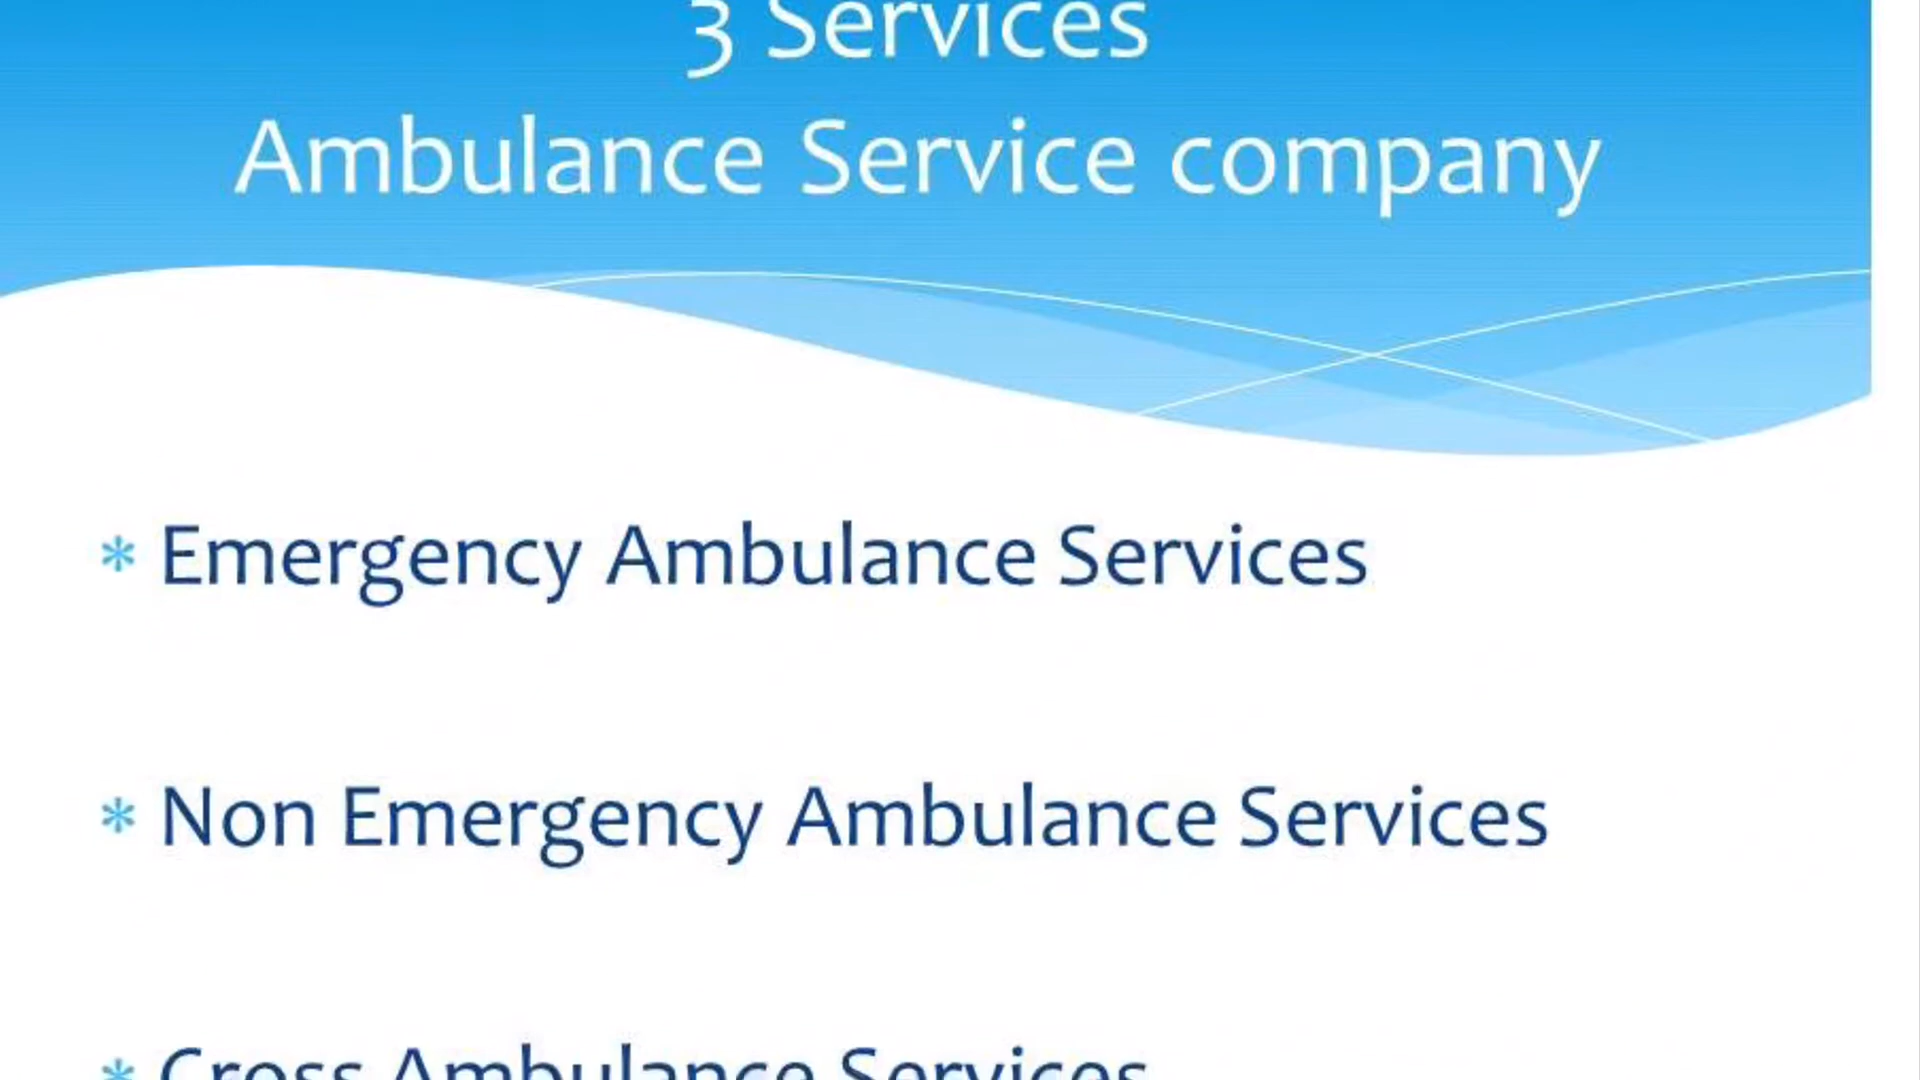 3 Services
Ambulance Service company
* Emergency Ambulance Services
* Non Emergency Ambulance Services
* Cross Ambulance Services